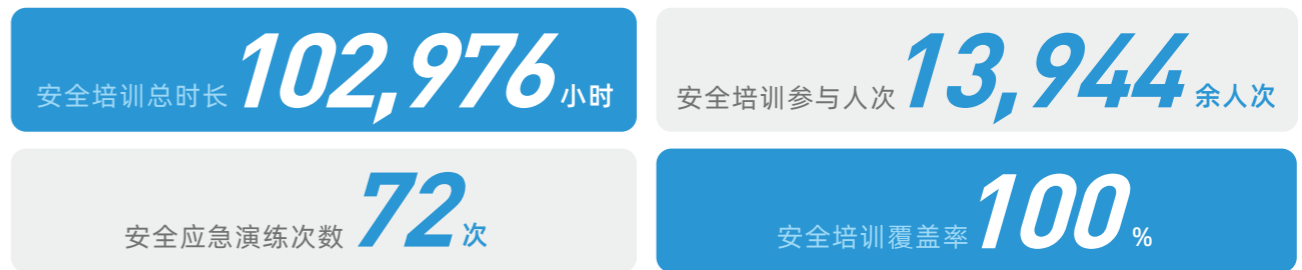 安全培训总时长 102,976 小时
安全培训参与人次 13,944 余人次
安全应急演练次数 72 次
安全培训覆盖率 100 %